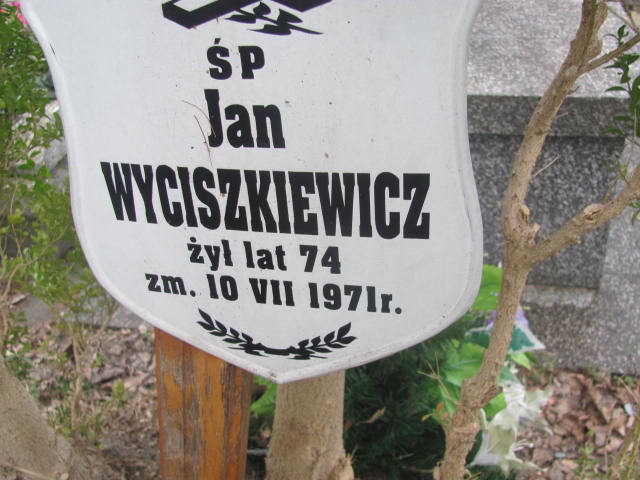 ŚP
Jan
WYCISZKIEWICZ
żył lat 74
zm. 10 VII 1971r.